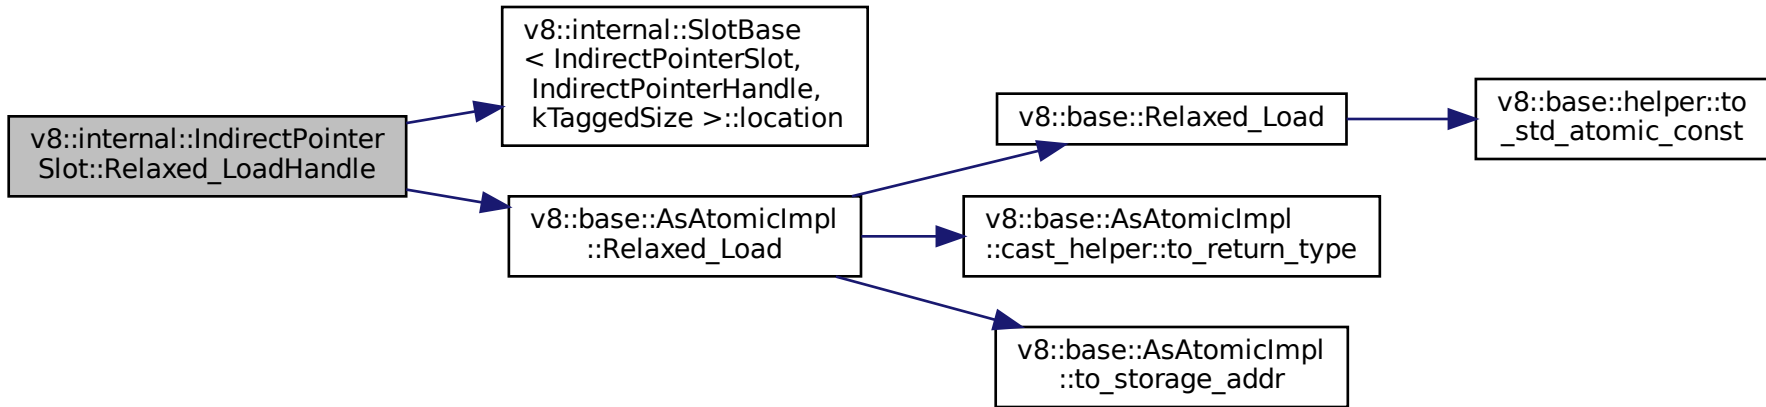 v8::internal::IndirectPointer
Slot::Relaxed_LoadHandle
v8::internal::SlotBase
< IndirectPointerSlot,
IndirectPointerHandle,
kTaggedSize >::location
v8::base::AsAtomicImpl
::Relaxed_Load
v8::base::Relaxed_Load
v8::base::helper::to
_std_atomic_const
v8::base::AsAtomicImpl
::cast_helper::to_return_type
v8::base::AsAtomicImpl
::to_storage_addr